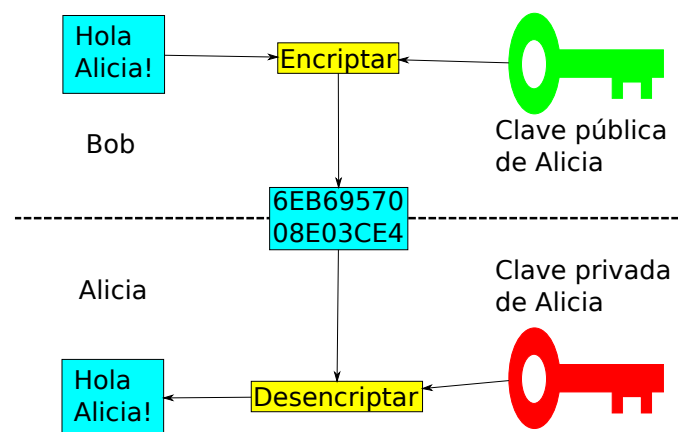 Hola
Alicia!
Encriptar
Clave pública
de Alicia
Bob
6EB69570
08E03CE4
Alicia
Clave privada
de Alicia
Hola
Alicia!
Desencriptar